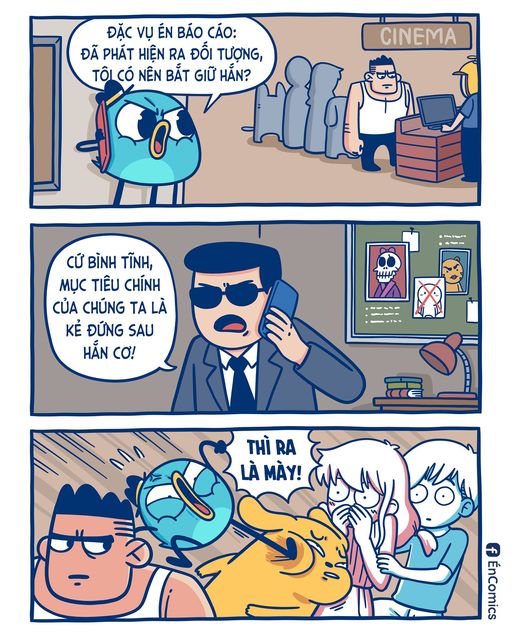 ĐẶC VỤ ÉN BÁO CÁO:
ĐÃ PHÁT HIỆN RA ĐỐI TƯỢNG,
TÔI CÓ NÊN BẮT GIỮ HẮN?
CINEMA
CỨ BÌNH TĨNH,
MỤC TIÊU CHÍNH
CỦA CHÚNG TA LÀ
KẺ ĐỨNG SAU
HẮN CƠ!
THÌ RA
LÀ MÀY!
ÉnComics